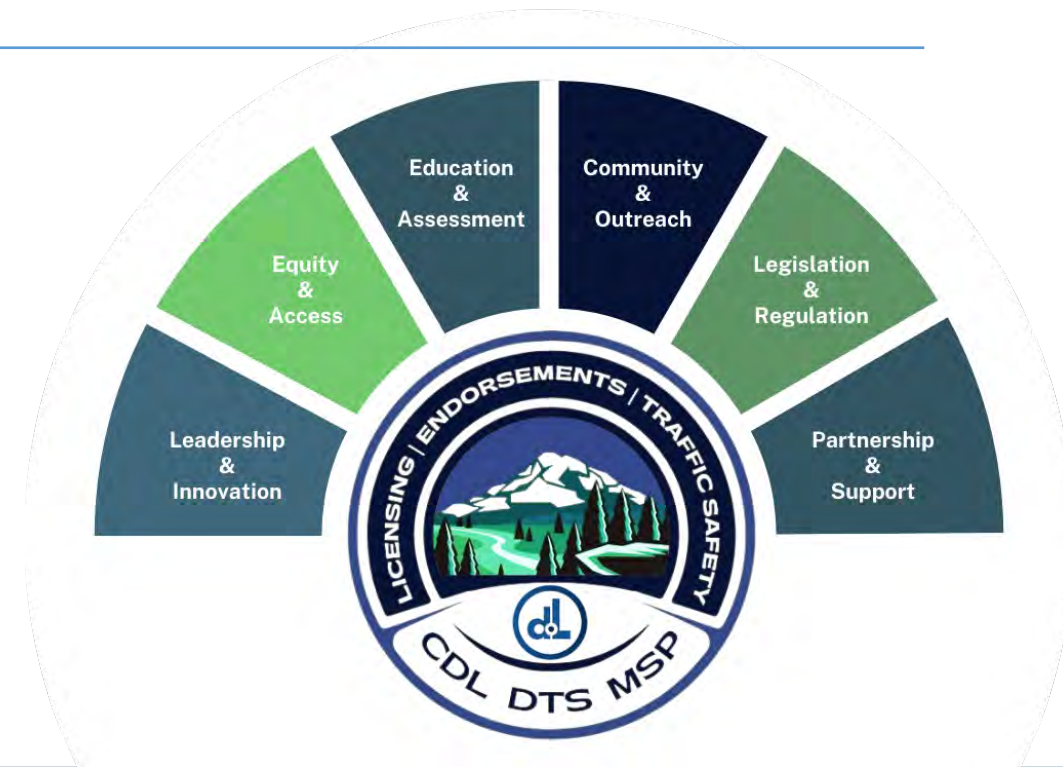 Education
&
Assessment
Community
&
Outreach
Equity
&
Access
Legislation
&
Regulation
Leadership
&
Innovation
Partnership
&
Support
LICENSING | ENDORSEMENTS | TRAFFIC SAFETY
dL
CDL DTS MSP